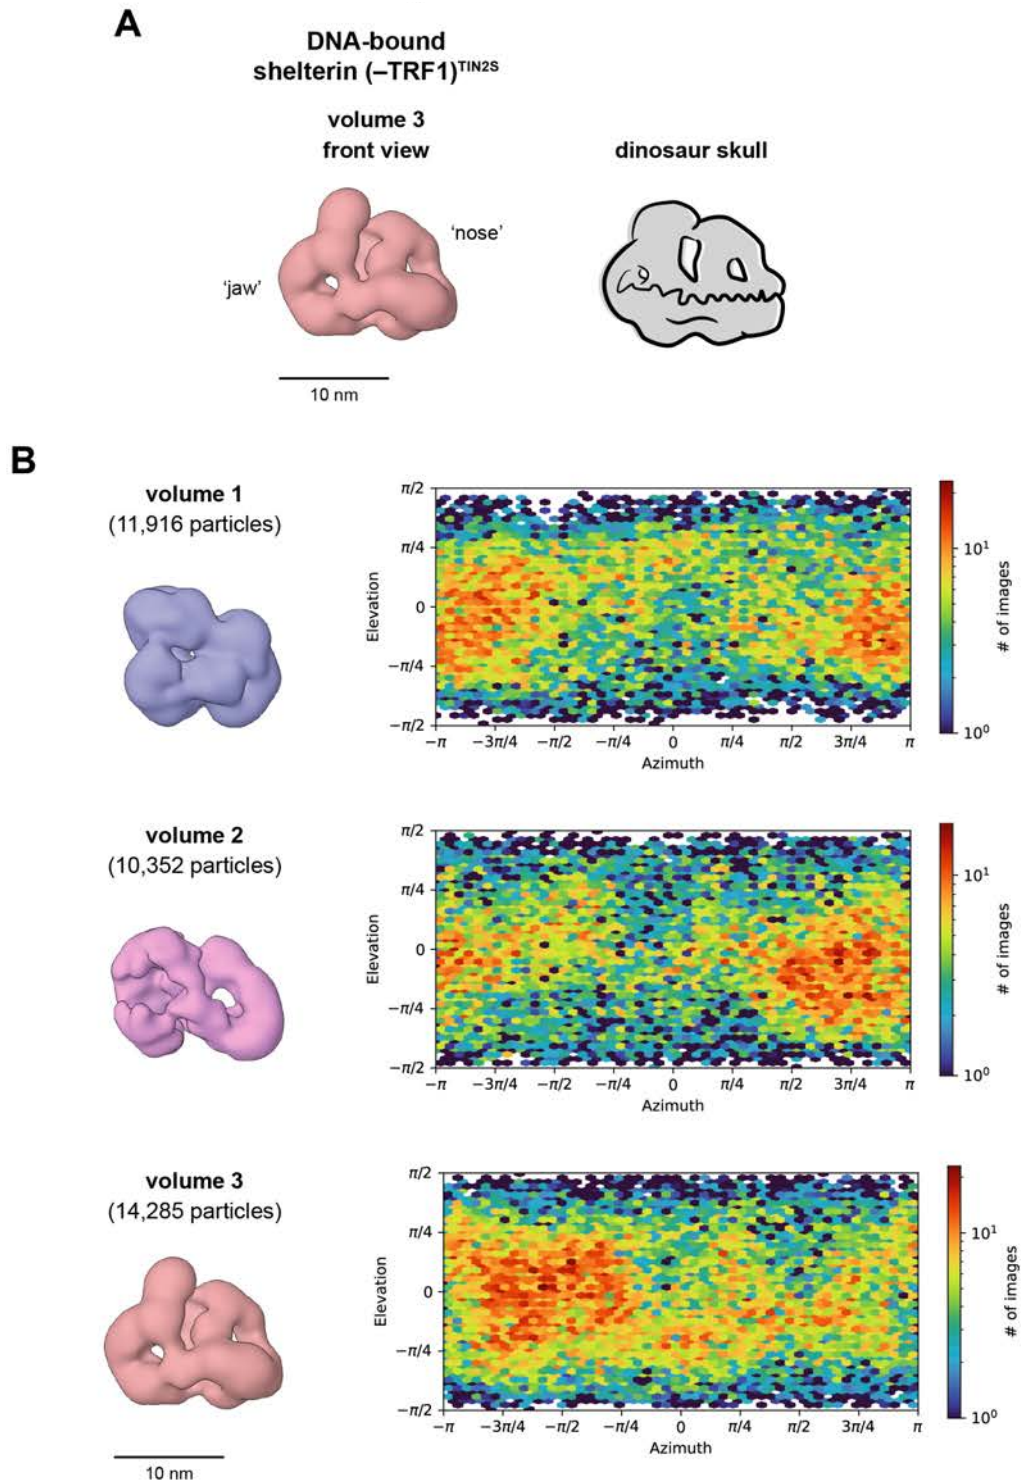 A
DNA-bound
shelterin (–TRF1)TIN2S
volume 3
front view
dinosaur skull
'nose'
'jaw'
10 nm
B
volume 1
(11,916 particles)
π/2
π/4
0
−π/4
−π/2
Elevation
−π −3π/4 −π/2 −π/4 0 π/4 π/2 3π/4 π
Azimuth
10¹
10⁰
# of images
volume 2
(10,352 particles)
π/2
π/4
0
−π/4
−π/2
Elevation
−π −3π/4 −π/2 −π/4 0 π/4 π/2 3π/4 π
Azimuth
10¹
10⁰
# of images
volume 3
(14,285 particles)
π/2
π/4
0
−π/4
−π/2
Elevation
−π −3π/4 −π/2 −π/4 0 π/4 π/2 3π/4 π
Azimuth
10¹
10⁰
# of images
10 nm